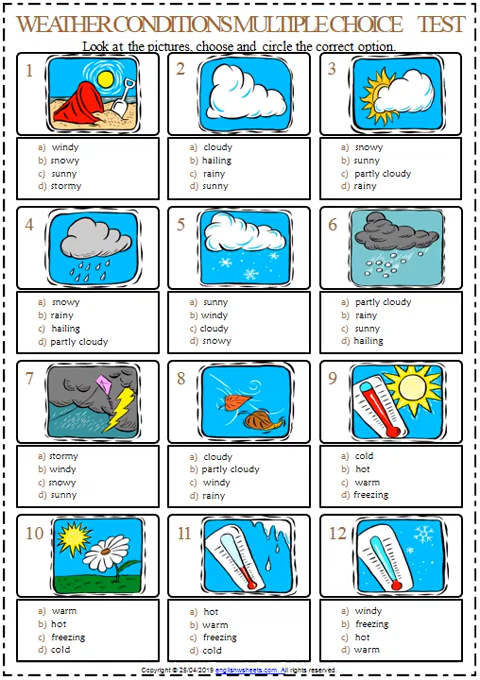 WEATHER CONDITIONS MULTIPLE CHOICE TEST
Look at the pictures, choose and circle the correct option.
1
a) windy
b) snowy
c) sunny
d) stormy
2
a) cloudy
b) hailing
c) rainy
d) sunny
3
a) snowy
b) sunny
c) partly cloudy
d) rainy
4
a) snowy
b) rainy
c) hailing
d) partly cloudy
5
a) sunny
b) windy
c) cloudy
d) snowy
6
a) partly cloudy
b) rainy
c) sunny
d) hailing
7
a) stormy
b) windy
c) snowy
d) sunny
8
a) cloudy
b) partly cloudy
c) windy
d) rainy
9
a) cold
b) hot
c) warm
d) freezing
10
a) warm
b) hot
c) freezing
d) cold
11
a) hot
b) warm
c) freezing
d) cold
12
a) windy
b) freezing
c) hot
d) warm
Copyright © 25/04/2019 englishwsheets.com. All rights reserved.